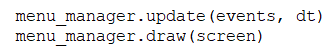 menu_manager.update(events, dt)
menu_manager.draw(screen)